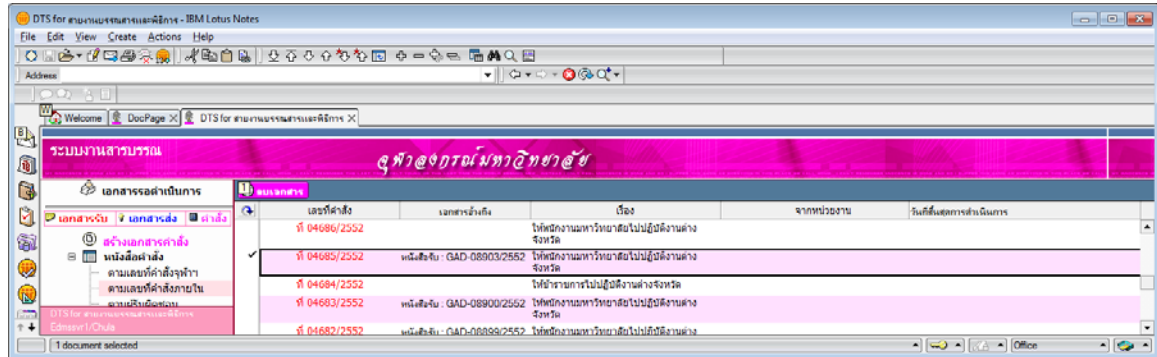 DTS for สายงานบรรณสารและพิธีการ - IBM Lotus Notes
File Edit View Create Actions Help
Address
Welcome DocPage DTS for สายงานบรรณสารและพิธีการ
ระบบงานสารบรรณ
จุฬาลงกรณ์มหาวิทยาลัย
เอกสารรอดำเนินการ
ลบเอกสาร
เอกสารรับ เอกสารส่ง คำสั่ง
เลขที่คำสั่ง เอกสารอ้างถึง เรื่อง จากหน่วยงาน วันที่สิ้นสุดการดำเนินการ
สร้างเอกสารคำสั่ง
หนังสือคำสั่ง
ตามเลขที่คำสั่งจุฬาฯ
ตามเลขที่คำสั่งภายใน
ตามผู้รับผิดชอบ
ที่ 04686/2552 ให้พนักงานมหาวิทยาลัยไปปฏิบัติงานต่าง
จังหวัด
ที่ 04685/2552 หนังสือรับ : GAD-08903/2552 ให้พนักงานมหาวิทยาลัยไปปฏิบัติงานต่าง
จังหวัด
ที่ 04684/2552 ให้ข้าราชการไปปฏิบัติงานต่างจังหวัด
ที่ 04683/2552 หนังสือรับ : GAD-08900/2552 ให้พนักงานมหาวิทยาลัยไปปฏิบัติงานต่าง
จังหวัด
ที่ 04682/2552 หนังสือรับ : GAD-08899/2552 ให้พนักงานมหาวิทยาลัยไปปฏิบัติงานต่าง
DTS for สายงานบรรณสารและพิธีการ
Edmssvr1/Chula
1 document selected
Office